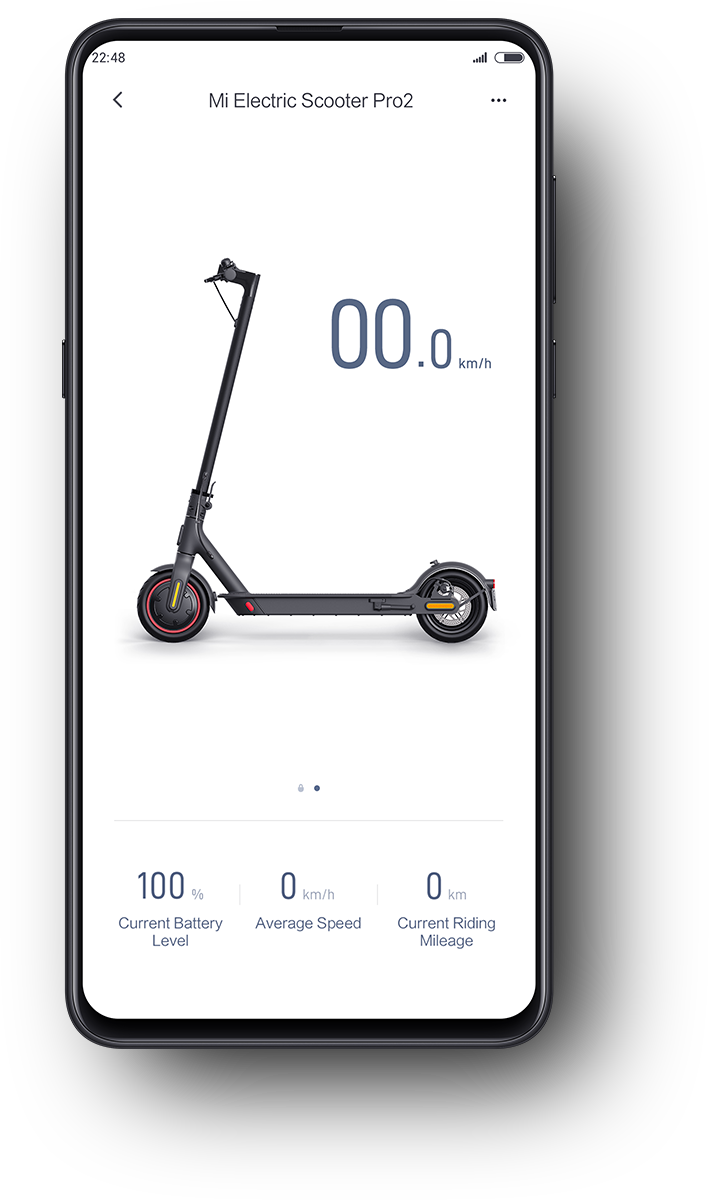 22:48
Mi Electric Scooter Pro2
00.0 km/h
100 % 0 km/h 0 km
Current Battery Level Average Speed Current Riding Mileage